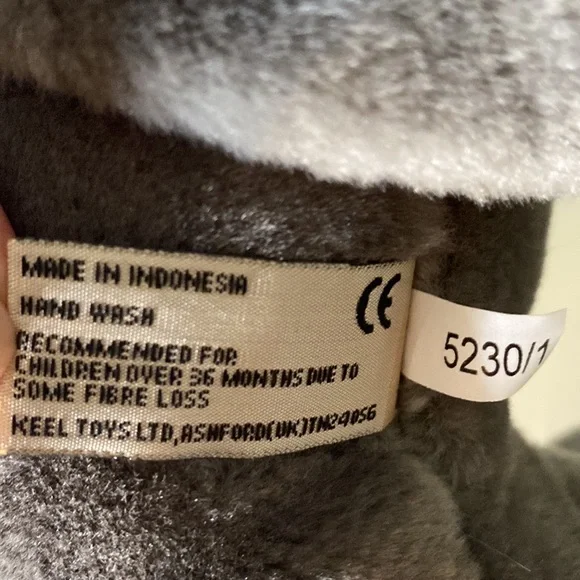 MADE IN INDONESIA
CE
HAND WASH
RECOMMENDED FOR
CHILDREN OVER 36 MONTHS DUE TO
SOME FIBRE LOSS
KEEL TOYS LTD,ASHFORD(UK)TN240SG
5230/1